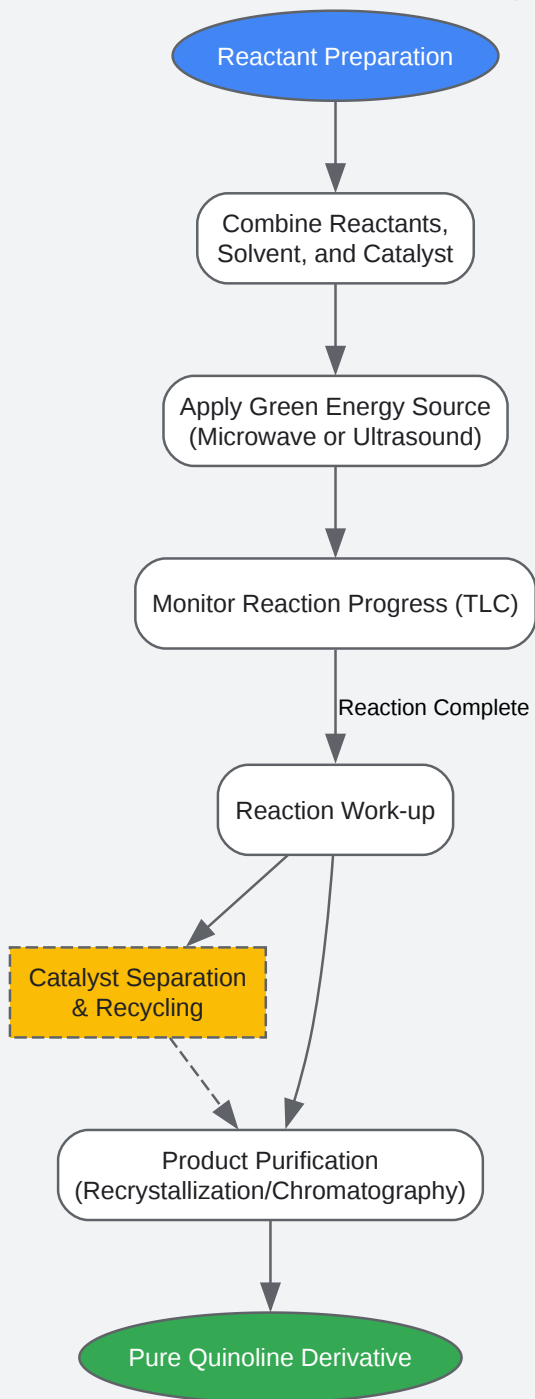 Reactant Preparation
Combine Reactants,
Solvent, and Catalyst
Apply Green Energy Source
(Microwave or Ultrasound)
Monitor Reaction Progress (TLC)
Reaction Complete
Reaction Work-up
Catalyst Separation
& Recycling
Product Purification
(Recrystallization/Chromatography)
Pure Quinoline Derivative